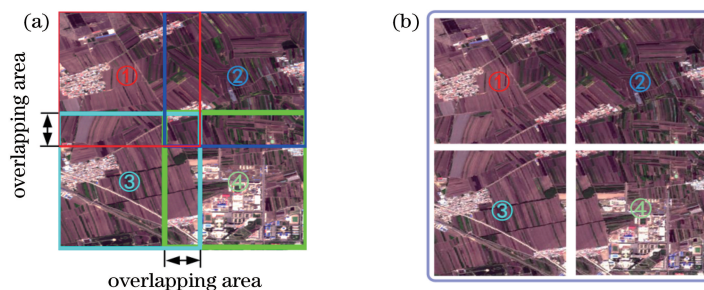 (a)
(b)
① ②
① ②
overlapping area
③ ④
③ ④
overlapping area